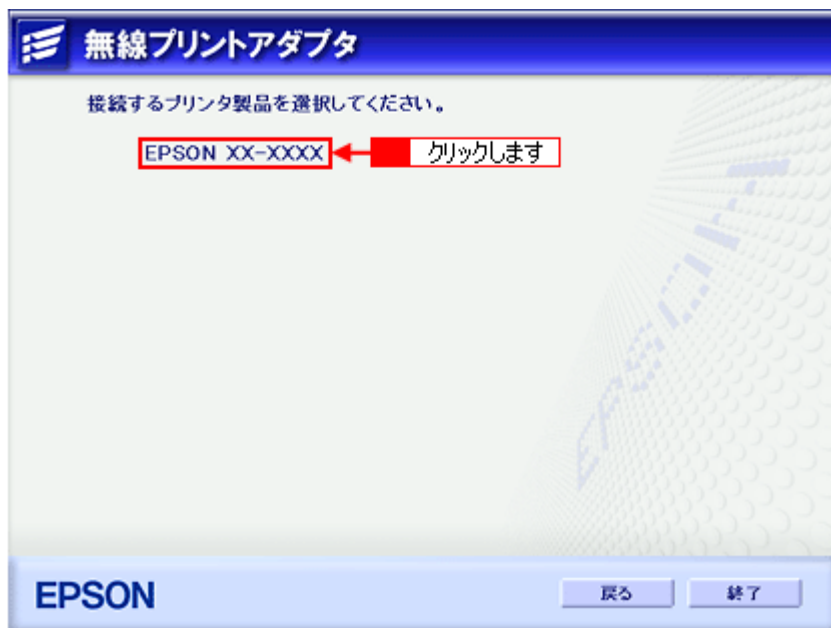 無線プリントアダプタ
接続するプリンタ製品を選択してください。
EPSON XX-XXXX クリックします
EPSON
EPSON
戻る 終了